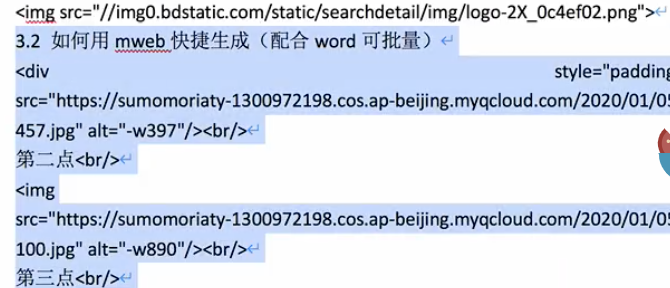 <img src="//img0.bdstatic.com/static/searchdetail/img/logo-2X_0c4ef02.png">↵
3.2 如何用 mweb 快捷生成（配合 word 可批量）↵
<div style="padding
src="https://sumomoriaty-1300972198.cos.ap-beijing.myqcloud.com/2020/01/05
457.jpg" alt="-w397"/><br/>↵
第二点<br/>↵
<img
src="https://sumomoriaty-1300972198.cos.ap-beijing.myqcloud.com/2020/01/05
100.jpg" alt="-w890"/><br/>↵
第三点<br/>↵